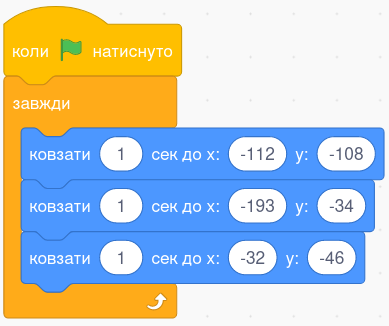 коли натиснуто
завжди
ковзати 1 сек до x: -112 y: -108
ковзати 1 сек до x: -193 y: -34
ковзати 1 сек до x: -32 y: -46